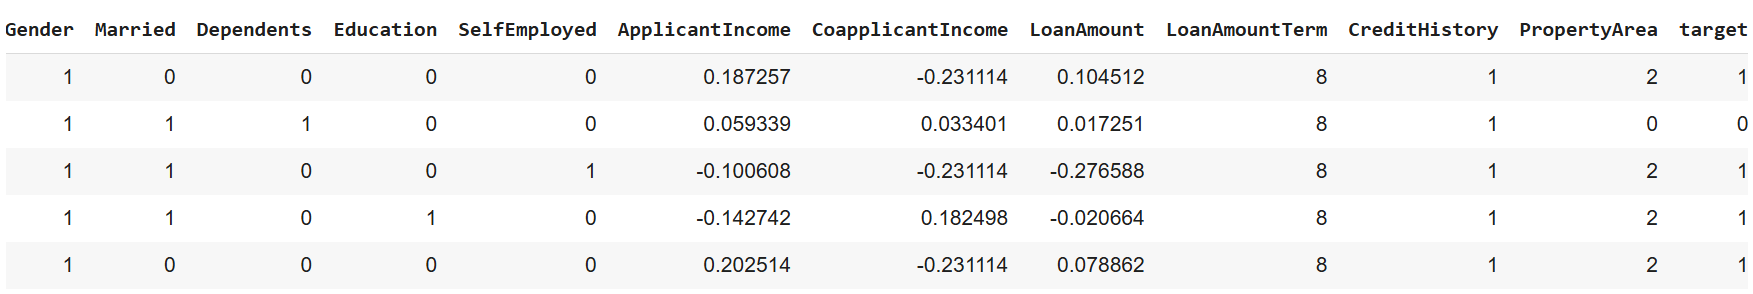 Gender Married Dependents Education SelfEmployed ApplicantIncome CoapplicantIncome LoanAmount LoanAmountTerm CreditHistory PropertyArea target
1 0 0 0 0 0.187257 -0.231114 0.104512 8 1 2 1
1 1 1 0 0 0.059339 0.033401 0.017251 8 1 0 0
1 1 0 0 1 -0.100608 -0.231114 -0.276588 8 1 2 1
1 1 0 1 0 -0.142742 0.182498 -0.020664 8 1 2 1
1 0 0 0 0 0.202514 -0.231114 0.078862 8 1 2 1